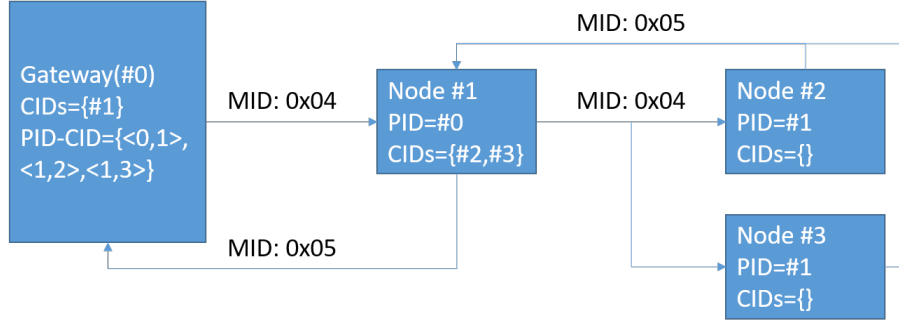 MID: 0x05
Gateway(#0)
CIDs={#1}
PID-CID={<0,1>,
<1,2>,<1,3>}
MID: 0x04
Node #1
PID=#0
CIDs={#2,#3}
MID: 0x04
Node #2
PID=#1
CIDs={}
MID: 0x05
Node #3
PID=#1
CIDs={}